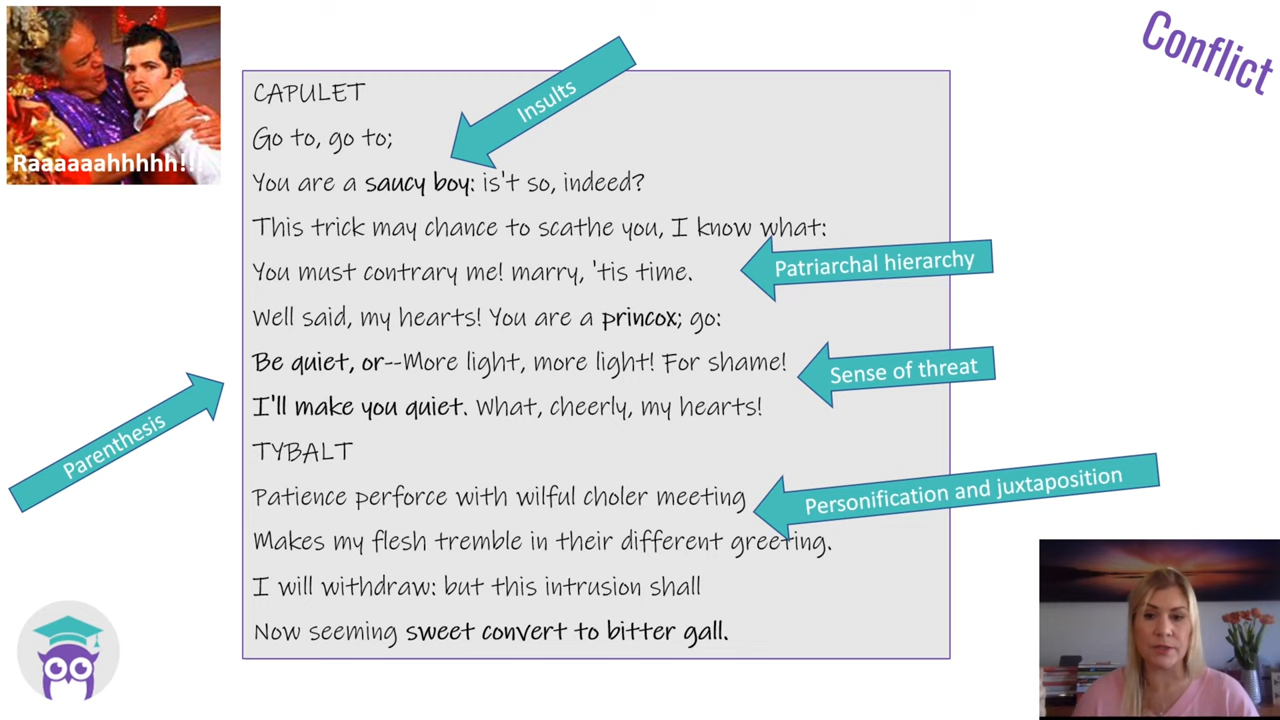 Conflict
Raaaaaahhhhh!!!
Insults
CAPULET
Go to, go to;
You are a saucy boy: is't so, indeed?
This trick may chance to scathe you, I know what:
You must contrary me! marry, 'tis time.
Patriarchal hierarchy
Well said, my hearts! You are a princox; go:
Be quiet, or--More light, more light! For shame!
Sense of threat
I'll make you quiet. What, cheerly, my hearts!
Parenthesis
TYBALT
Patience perforce with wilful choler meeting
Personification and juxtaposition
Makes my flesh tremble in their different greeting.
I will withdraw: but this intrusion shall
Now seeming sweet convert to bitter gall.